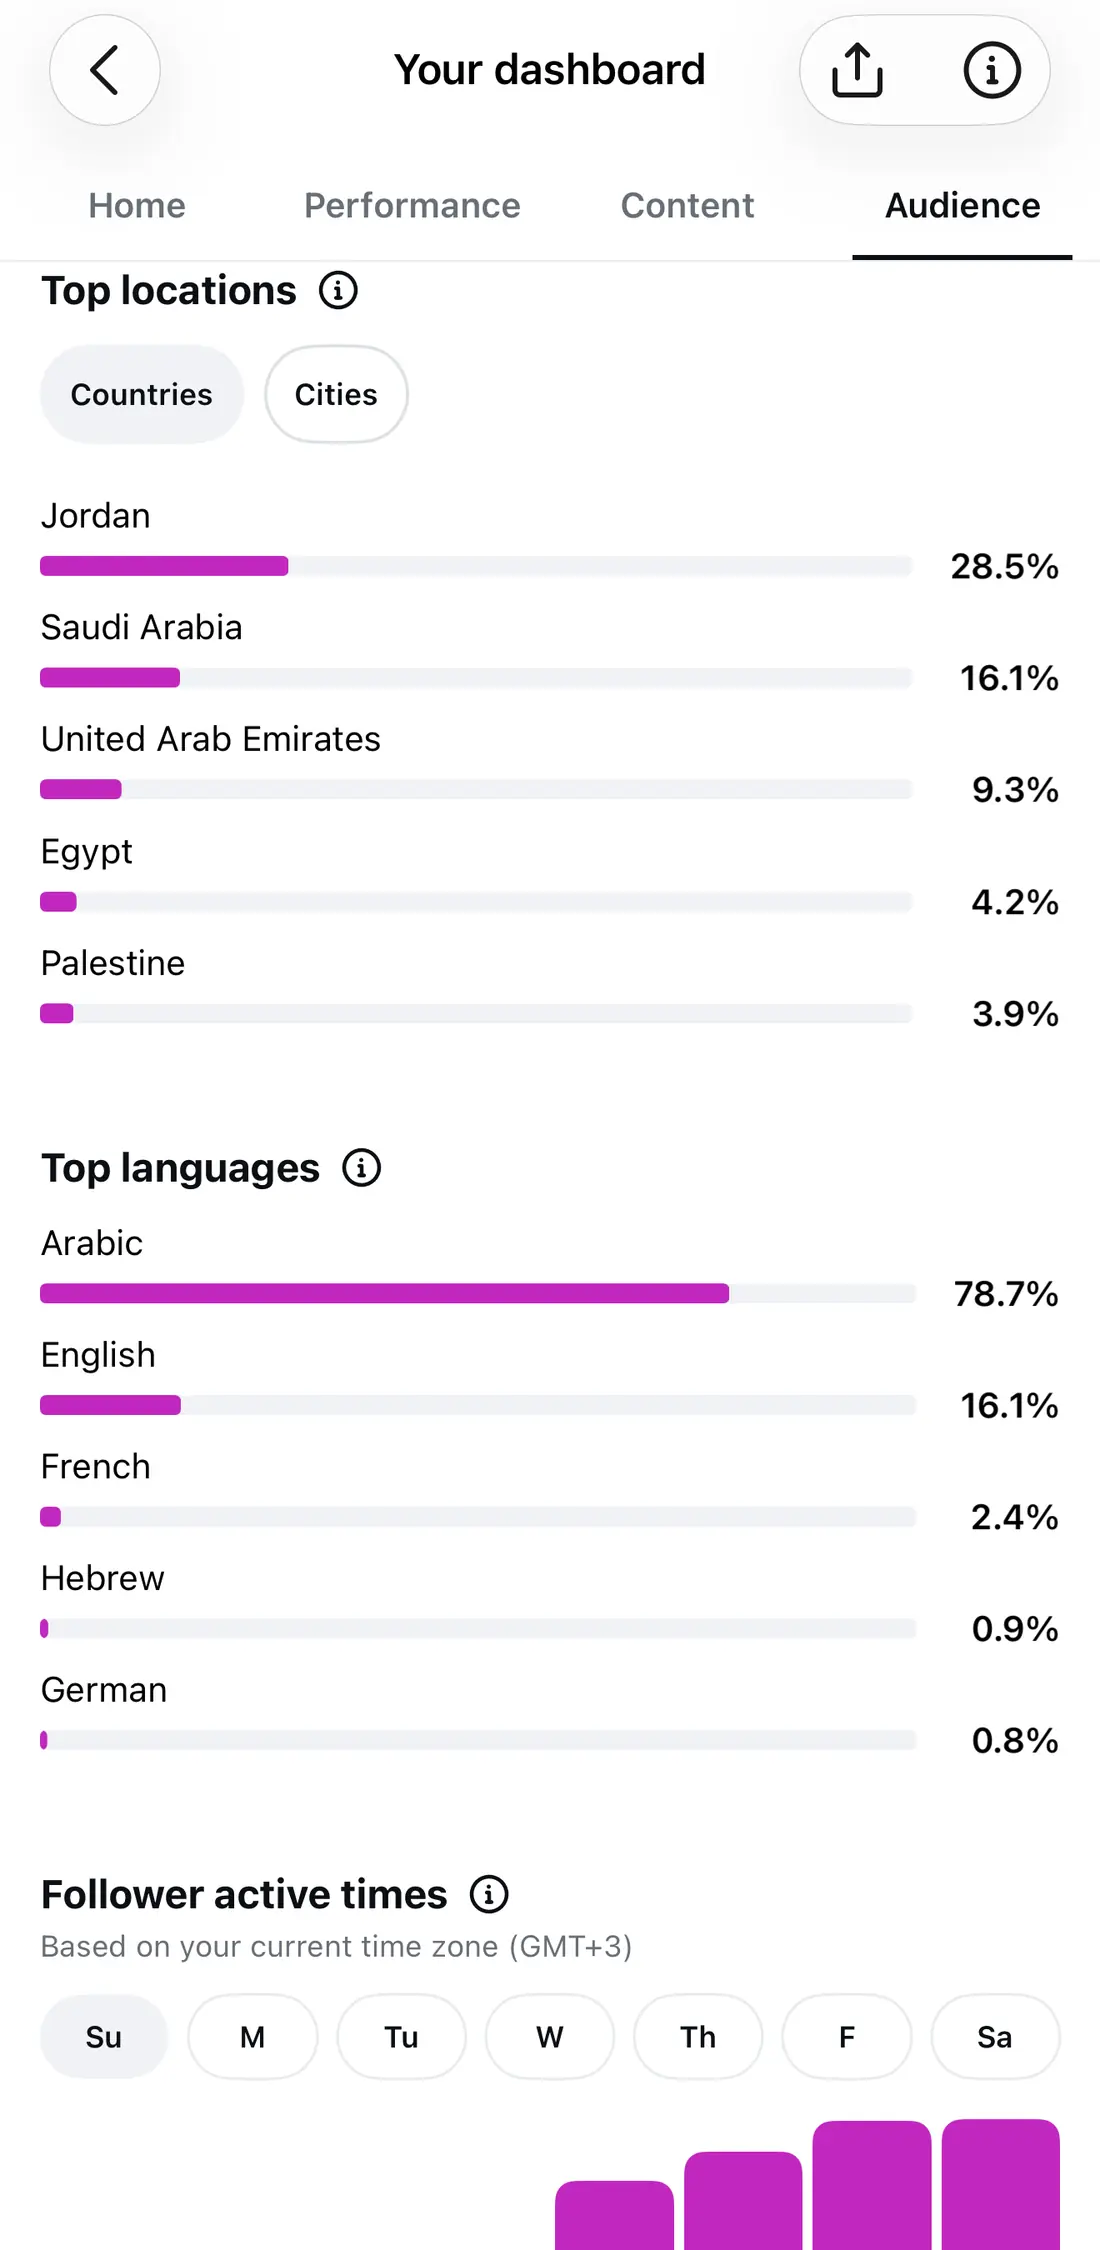 Your dashboard
Home Performance Content Audience
Top locations
Countries Cities
Jordan
28.5%
Saudi Arabia
16.1%
United Arab Emirates
9.3%
Egypt
4.2%
Palestine
3.9%
Top languages
Arabic
78.7%
English
16.1%
French
2.4%
Hebrew
0.9%
German
0.8%
Follower active times
Based on your current time zone (GMT+3)
Su M Tu W Th F Sa